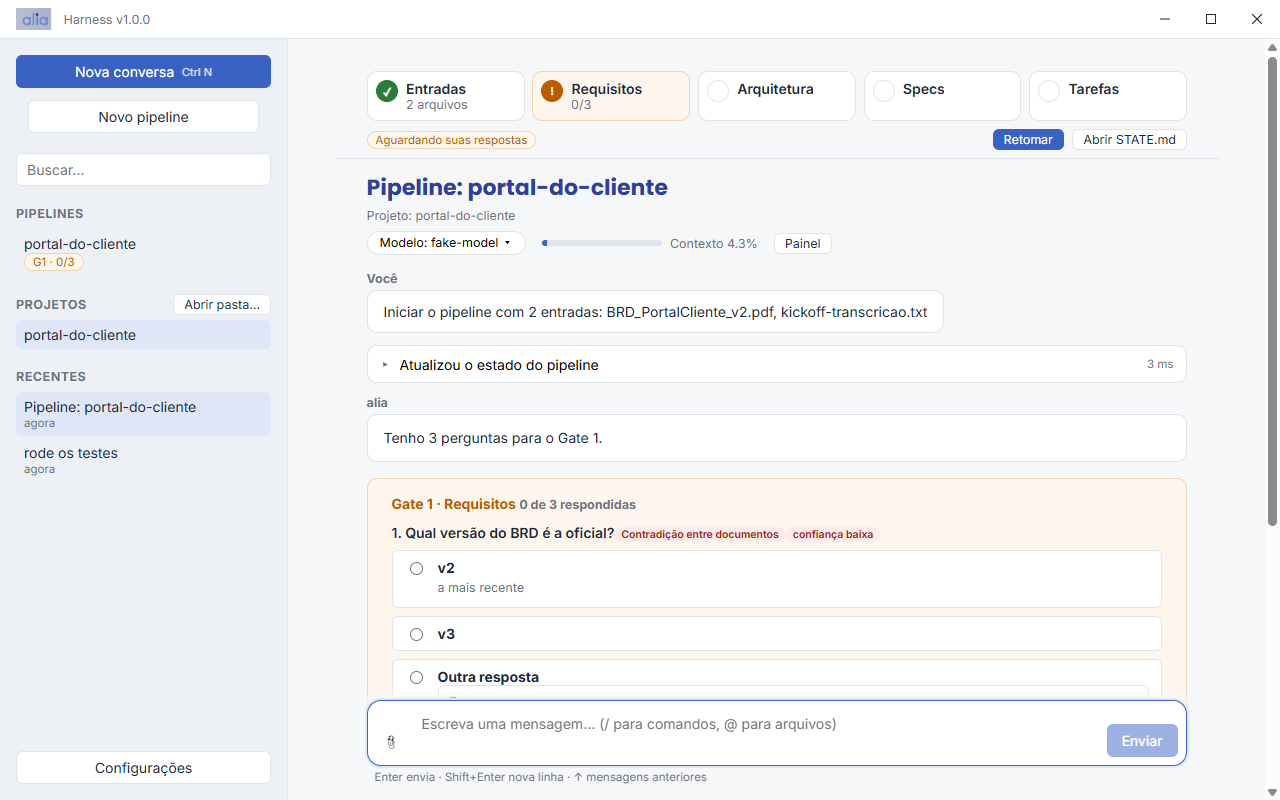 alia Harness v1.0.0
Nova conversa Ctrl N
Novo pipeline
Buscar...
PIPELINES
portal-do-cliente
G1 · 0/3
PROJETOS Abrir pasta...
portal-do-cliente
RECENTES
Pipeline: portal-do-cliente
agora
rode os testes
agora
Configurações
Entradas
2 arquivos
! Requisitos
0/3
Arquitetura
Specs
Tarefas
Aguardando suas respostas
Retomar
Abrir STATE.md
Pipeline: portal-do-cliente
Projeto: portal-do-cliente
Modelo: fake-model
Contexto 4.3%
Painel
Você
Iniciar o pipeline com 2 entradas: BRD_PortalCliente_v2.pdf, kickoff-transcricao.txt
Atualizou o estado do pipeline 3 ms
alia
Tenho 3 perguntas para o Gate 1.
Gate 1 · Requisitos 0 de 3 respondidas
1. Qual versão do BRD é a oficial? Contradição entre documentos confiança baixa
v2
a mais recente
v3
Outra resposta
Escreva uma mensagem... (/ para comandos, @ para arquivos)
Enviar
Enter envia · Shift+Enter nova linha · ↑ mensagens anteriores